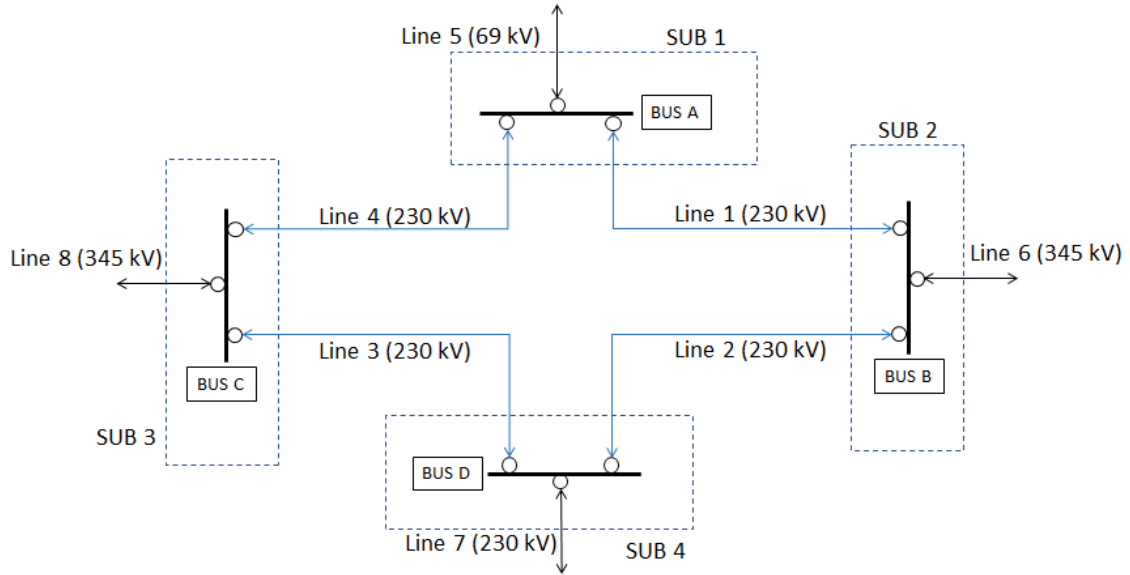 Line 5 (69 kV)
SUB 1
BUS A
SUB 2
Line 4 (230 kV)
Line 1 (230 kV)
Line 8 (345 kV)
Line 6 (345 kV)
Line 3 (230 kV)
Line 2 (230 kV)
BUS C
BUS B
SUB 3
BUS D
Line 7 (230 kV)
SUB 4